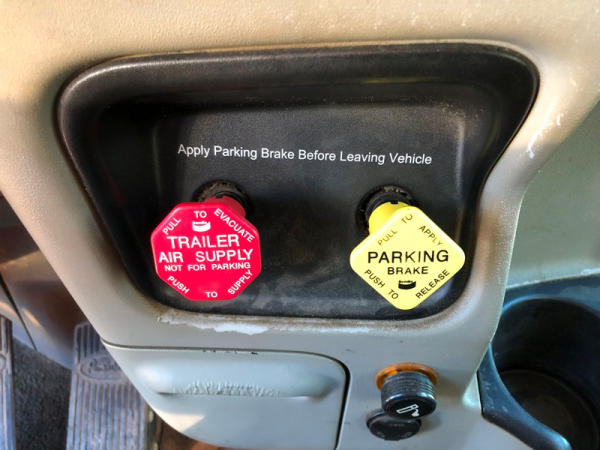 Apply Parking Brake Before Leaving Vehicle
PULL TO EVACUATE
TRAILER
AIR SUPPLY
NOT FOR PARKING
PUSH TO SUPPLY
PULL TO APPLY
PARKING
BRAKE
PUSH TO RELEASE